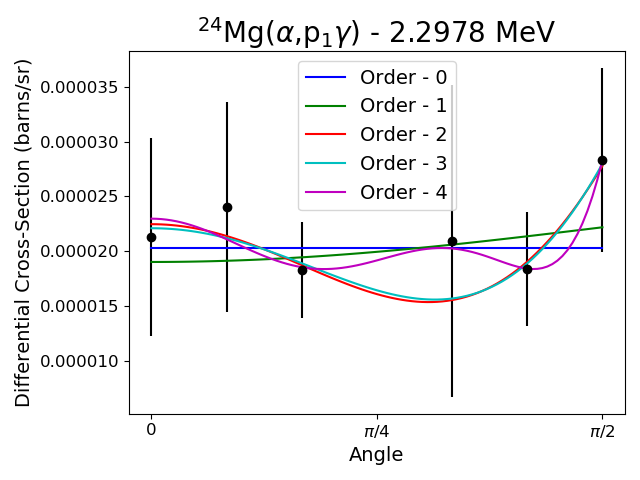 ²⁴Mg(α,p₁γ) - 2.2978 MeV
Differential Cross-Section (barns/sr)
0.000035
0.000030
0.000025
0.000020
0.000015
0.000010
Order - 0
Order - 1
Order - 2
Order - 3
Order - 4
0
π/4
π/2
Angle